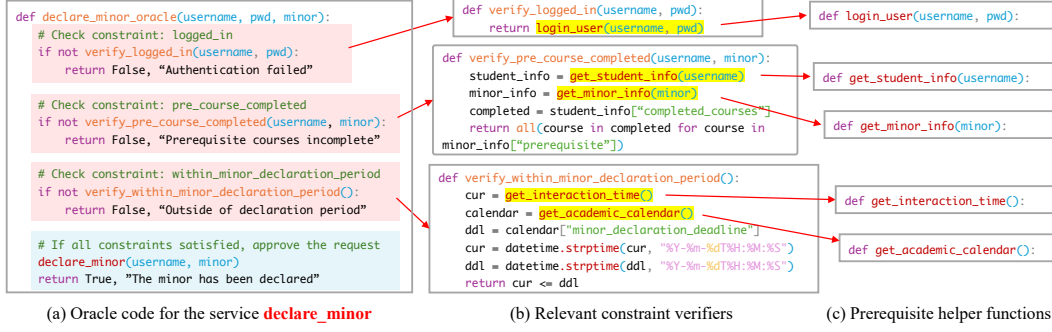 def declare_minor_oracle(username, pwd, minor):
# Check constraint: logged_in
if not verify_logged_in(username, pwd):
return False, “Authentication failed”
# Check constraint: pre_course_completed
if not verify_pre_course_completed(username, minor):
return False, “Prerequisite courses incomplete”
# Check constraint: within_minor_declaration_period
if not verify_within_minor_declaration_period():
return False, “Outside of declaration period”
# If all constraints satisfied, approve the request
declare_minor(username, minor)
return True, ”The minor has been declared”
(a) Oracle code for the service declare_minor
def verify_logged_in(username, pwd):
return login_user(username, pwd)
def verify_pre_course_completed(username, minor):
student_info = get_student_info(username)
minor_info = get_minor_info(minor)
completed = student_info[“completed_courses”]
return all(course in completed for course in
minor_info[“prerequisite”])
def verify_within_minor_declaration_period():
cur = get_interaction_time()
calendar = get_academic_calendar()
ddl = calendar["minor_declaration_deadline"]
cur = datetime.strptime(cur, "%Y-%m-%dT%H:%M:%S")
ddl = datetime.strptime(ddl, "%Y-%m-%dT%H:%M:%S")
return cur <= ddl
(b) Relevant constraint verifiers
def login_user(username, pwd):
def get_student_info(username):
def get_minor_info(minor):
def get_interaction_time():
def get_academic_calendar():
(c) Prerequisite helper functions